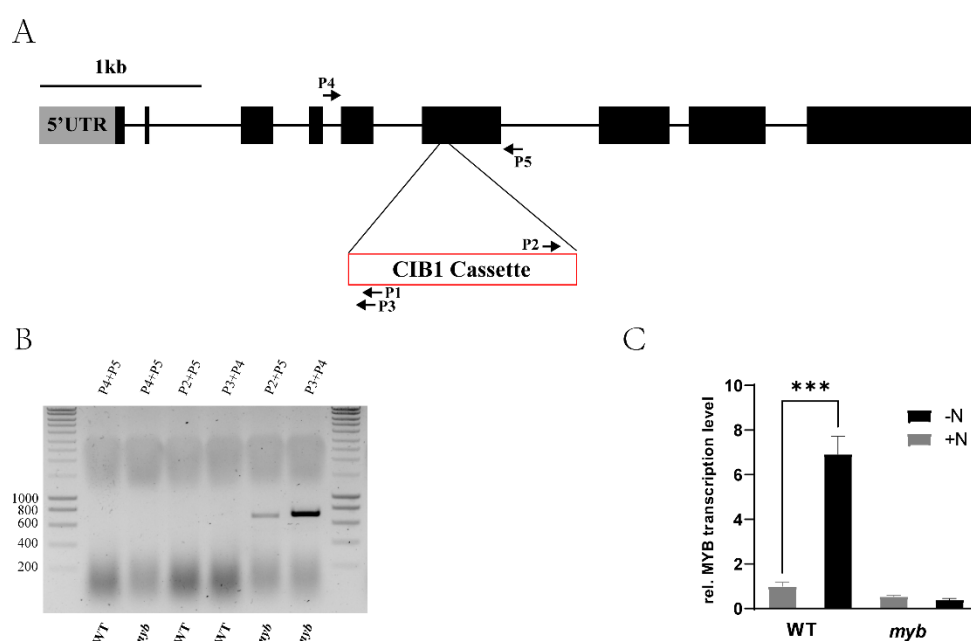 A
1kb
P4
5'UTR
P5
P2
CIB1 Cassette
P1
P3
B
P4+P5
P4+P5
P2+P5
P3+P4
P2+P5
P3+P4
1000
800
600
400
200
WT
myb
WT
WT
myb
myb
C
rel. MYB transcription level
10
8
6
4
2
0
***
-N
+N
WT
myb